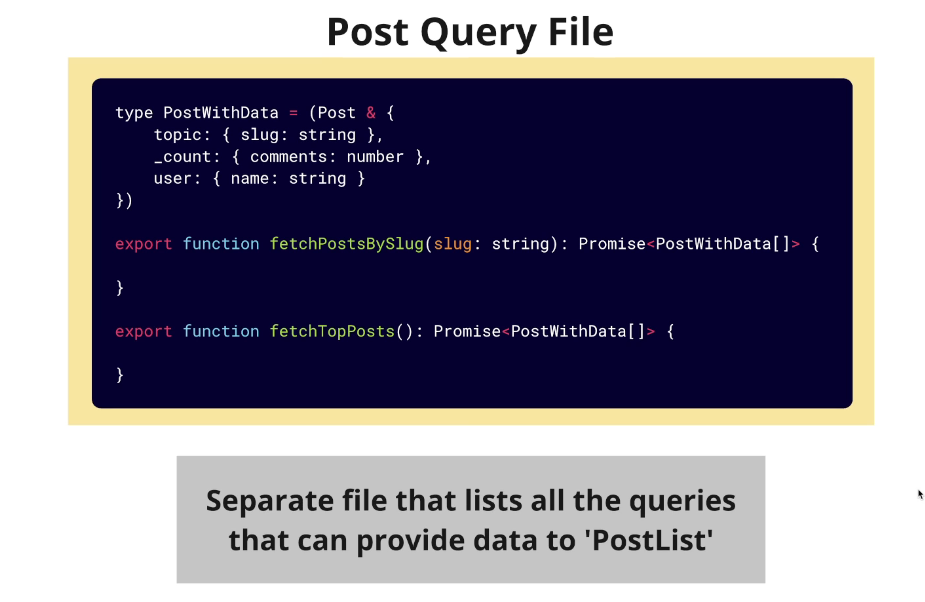 Post Query File
type PostWithData = (Post & {
    topic: { slug: string },
    _count: { comments: number },
    user: { name: string }
})
export function fetchPostsBySlug(slug: string): Promise<PostWithData[]> {
}
export function fetchTopPosts(): Promise<PostWithData[]> {
}
Separate file that lists all the queries
that can provide data to 'PostList'